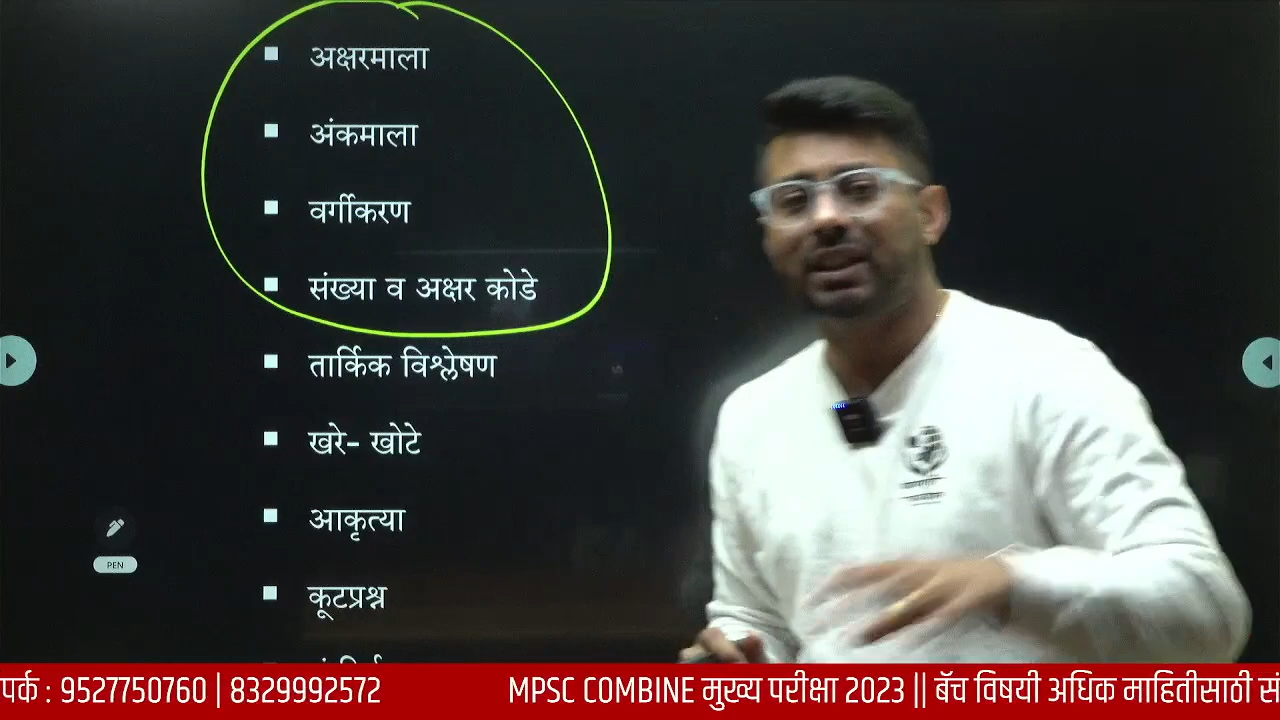 अक्षरमाला
अंकमाला
वर्गीकरण
संख्या व अक्षर कोडे
तार्किक विश्लेषण
खरे- खोटे
आकृत्या
कूटप्रश्न
PEN
पर्क : 9527750760 | 8329992572 MPSC COMBINE मुख्य परीक्षा 2023 || बॅच विषयी अधिक माहितीसाठी सं